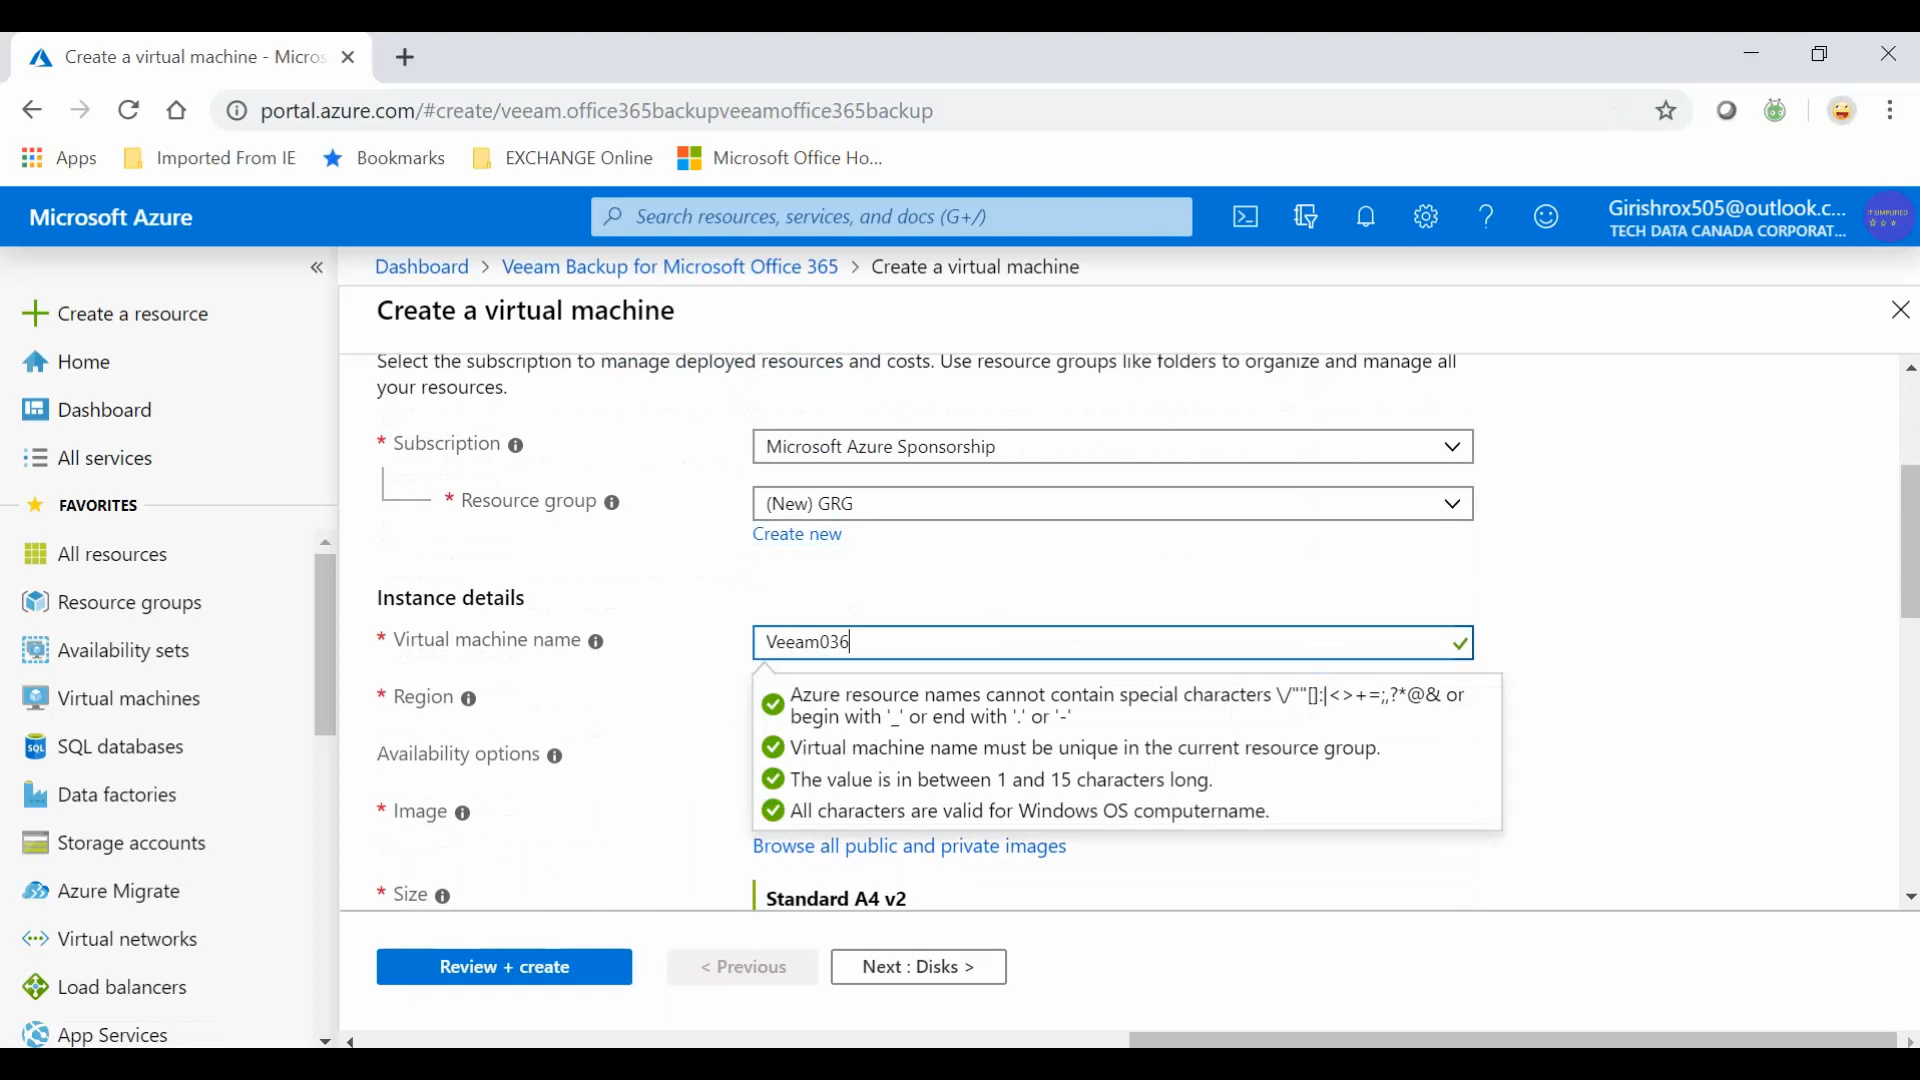 Create a virtual machine - Micros
portal.azure.com/#create/veeam.office365backupveeamoffice365backup
Apps
Imported From IE
Bookmarks
EXCHANGE Online
Microsoft Office Ho...
Microsoft Azure
Search resources, services, and docs (G+/)
Girishrox505@outlook.c...
TECH DATA CANADA CORPORAT...
IT SIMPLIFIED
Dashboard > Veeam Backup for Microsoft Office 365 > Create a virtual machine
Create a virtual machine
Create a resource
Home
Dashboard
All services
FAVORITES
All resources
Resource groups
Availability sets
Virtual machines
SQL databases
SQL
Data factories
Storage accounts
Azure Migrate
Virtual networks
Load balancers
App Services
Select the subscription to manage deployed resources and costs. Use resource groups like folders to organize and manage all
your resources.
* Subscription
Microsoft Azure Sponsorship
* Resource group
(New) GRG
Create new
Instance details
* Virtual machine name
Veeam036
Azure resource names cannot contain special characters \/""[]:|<>+=;,?*@& or
begin with '_' or end with '.' or '-'
Virtual machine name must be unique in the current resource group.
The value is in between 1 and 15 characters long.
All characters are valid for Windows OS computername.
* Region
Availability options
* Image
Browse all public and private images
* Size
Standard A4 v2
Review + create
< Previous
Next : Disks >